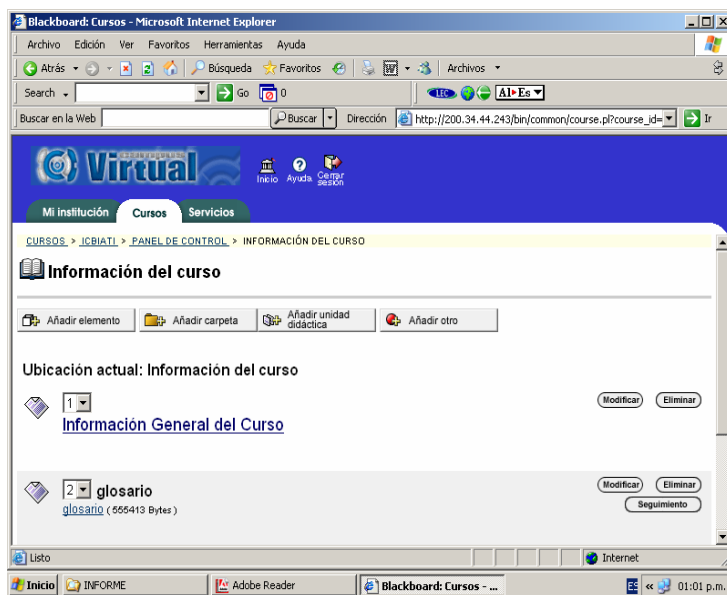 Blackboard: Cursos - Microsoft Internet Explorer
Archivo Edición Ver Favoritos Herramientas Ayuda
Atrás Búsqueda Favoritos Archivos
Search Go 0 LEC Al▸Es
Buscar en la Web Buscar Dirección http://200.34.44.243/bin/common/course.pl?course_id= Ir
Virtual
Inicio Ayuda Cerrar sesión
Mi institución Cursos Servicios
CURSOS > ICBIATI > PANEL DE CONTROL > INFORMACIÓN DEL CURSO
Información del curso
Añadir elemento Añadir carpeta Añadir unidad didáctica Añadir otro
Ubicación actual: Información del curso
1 Modificar Eliminar
Información General del Curso
2 glosario Modificar Eliminar
glosario ( 555413 Bytes ) Seguimiento
Listo Internet
Inicio INFORME Adobe Reader Blackboard: Cursos - ... ES « 01:01 p.m.